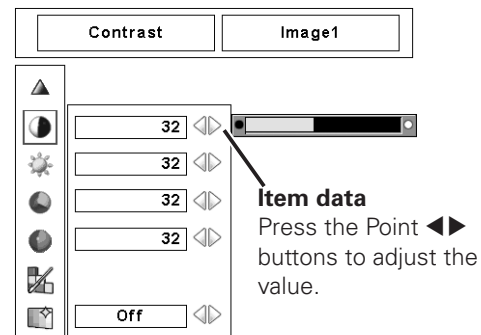 Contrast Image1
32
32
32
32
Off
Item data
Press the Point ◀▶
buttons to adjust the
value.